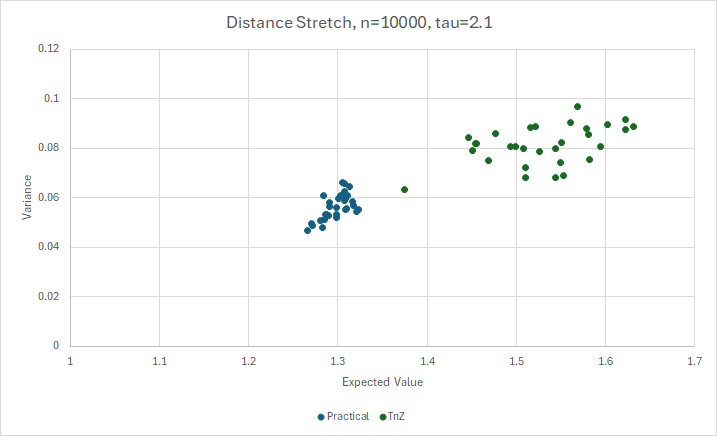 Distance Stretch, n=10000, tau=2.1
0.12
0.1
0.08
0.06
0.04
0.02
0
Variance
1 1.1 1.2 1.3 1.4 1.5 1.6 1.7
Expected Value
Practical TnZ